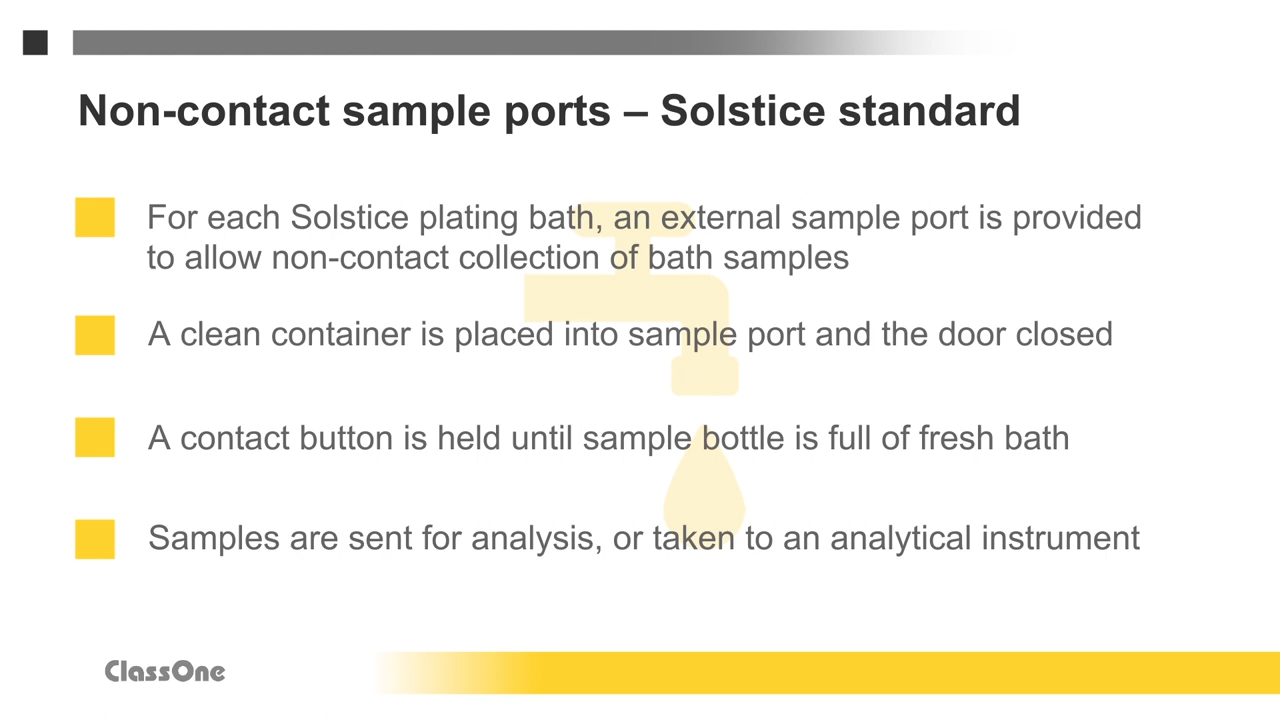 Non-contact sample ports – Solstice standard
For each Solstice plating bath, an external sample port is provided
to allow non-contact collection of bath samples
A clean container is placed into sample port and the door closed
A contact button is held until sample bottle is full of fresh bath
Samples are sent for analysis, or taken to an analytical instrument
ClassOne